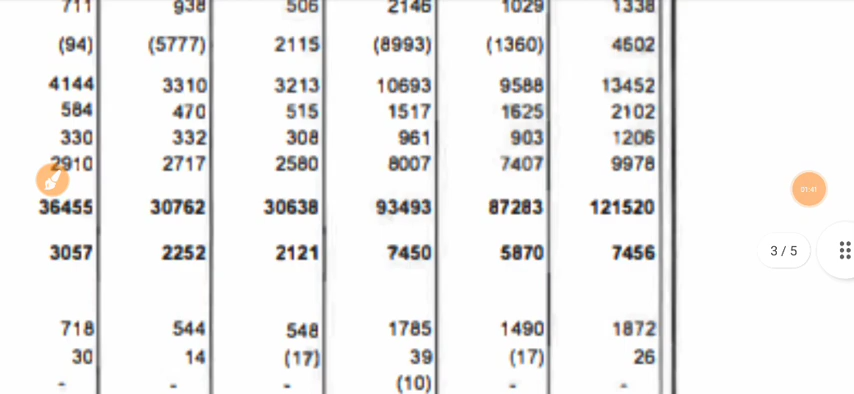 711 938 506 2146 1029 1338
(94) (5777) 2115 (8993) (1360) 4602
4144 3310 3213 10693 9588 13452
584 470 515 1517 1625 2102
330 332 308 961 903 1206
2910 2717 2580 8007 7407 9978
36455 30762 30638 93493 87283 121520
01:41
3057 2252 2121 7450 5870 7456
3 / 5
718 544 548 1785 1490 1872
30 14 (17) 39 (17) 26
- - - (10) - -